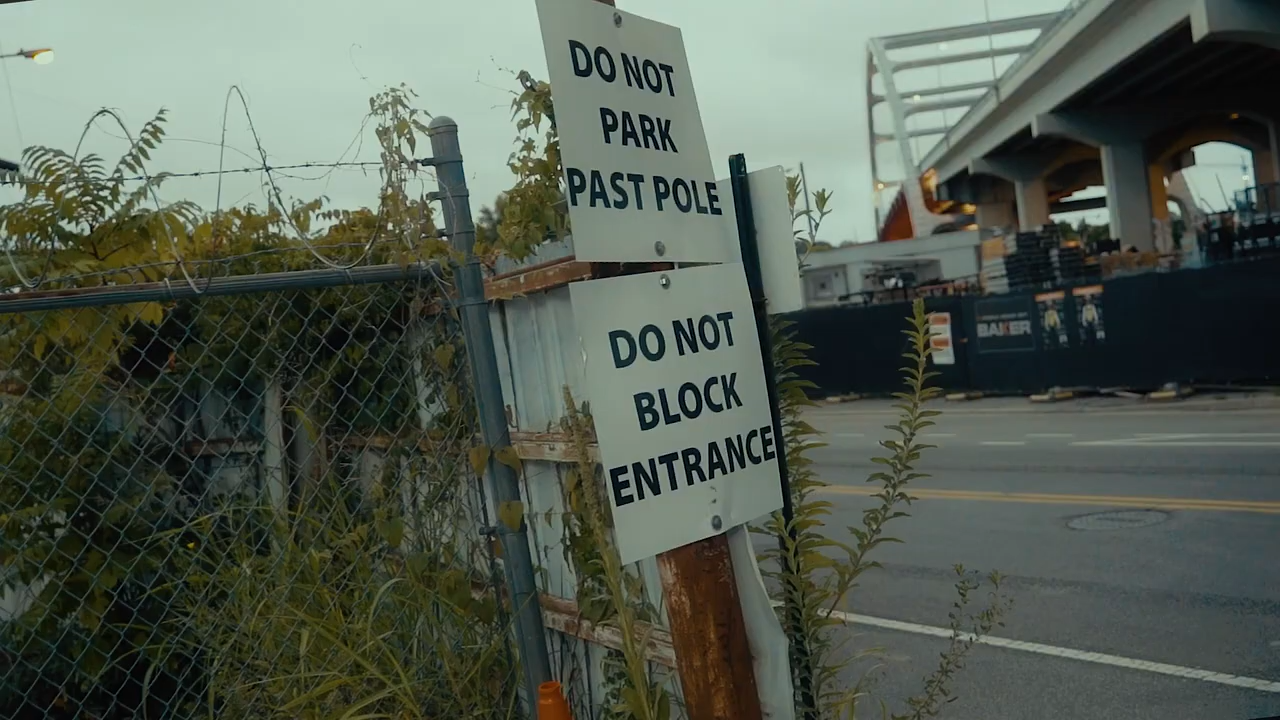 DO NOT
PARK
PAST POLE
DO NOT
BLOCK
ENTRANCE
BAKER